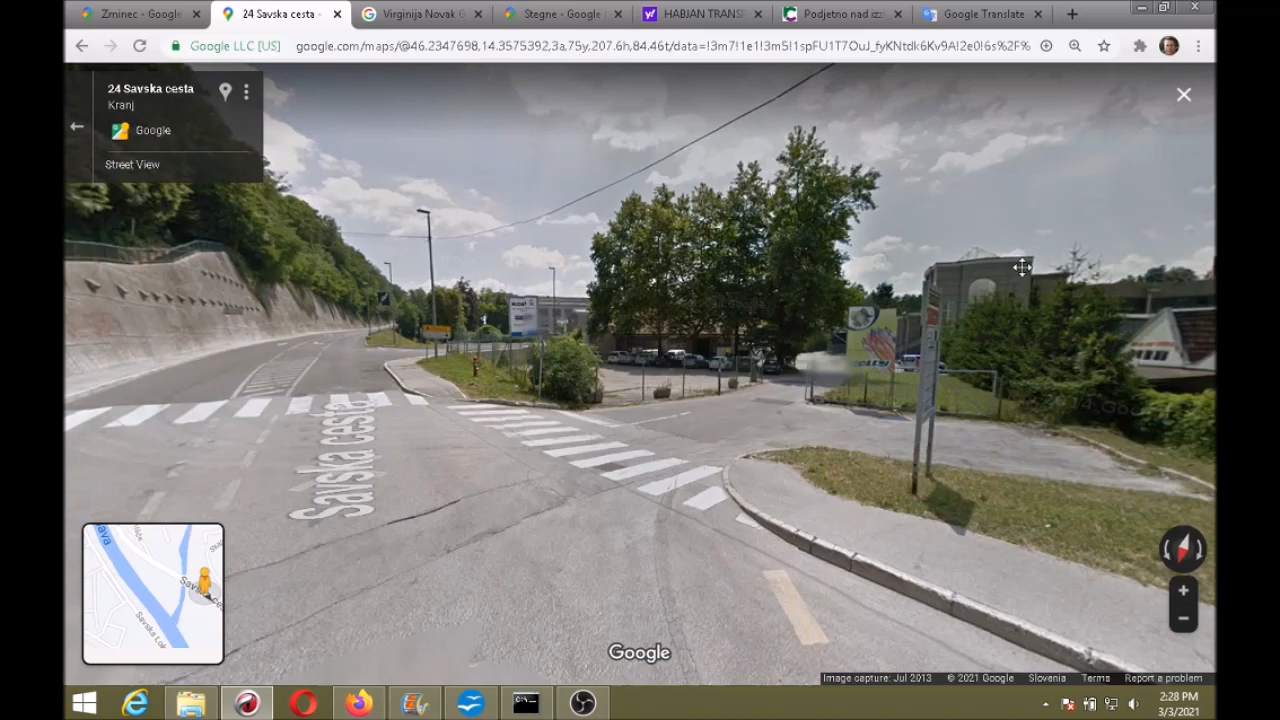 Zminec - Google
24 Savska cesta -
Virginija Novak G
Stegne - Google
HABJAN TRANS
Podjetno nad izz
Google Translate
Google LLC [US]
google.com/maps/@46.2347698,14.3575392,3a,75y,207.6h,84.46t/data=!3m7!1e1!3m5!1spFU1T7OuJ_fyKNtdk6Kv9A!2e0!6s%2F%
24 Savska cesta
Kranj
Google
Street View
Savska cesta
Google
Image capture: Jul 2013 © 2021 Google Slovenia Terms Report a problem
2:28 PM
3/3/2021